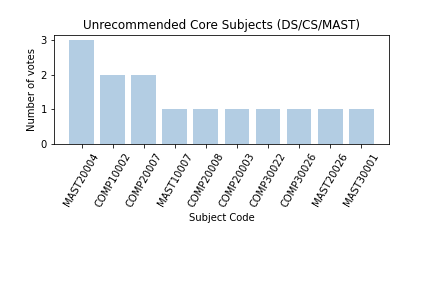 Unrecommended Core Subjects (DS/CS/MAST)
Number of votes
3
2
1
0
MAST20004
COMP10002
COMP20007
MAST10007
COMP20008
COMP20003
COMP30022
COMP30026
MAST20026
MAST30001
Subject Code